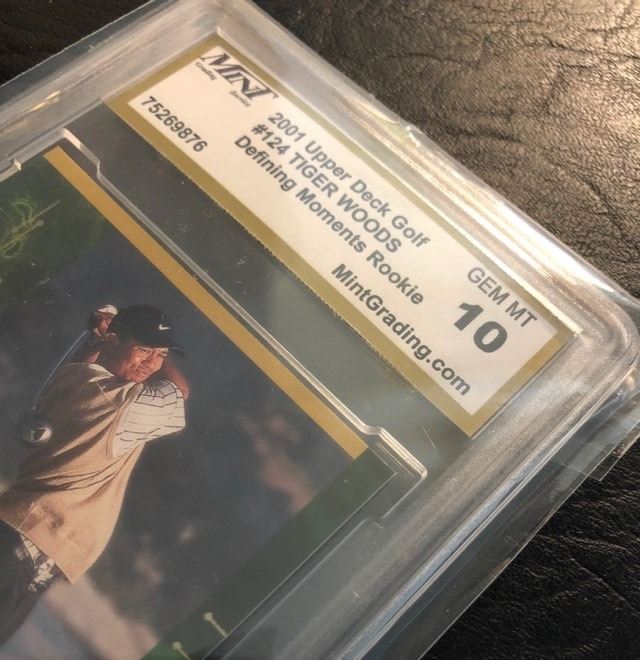 MINT
75269876
2001 Upper Deck Golf
#124 TIGER WOODS
Defining Moments Rookie
MintGrading.com
GEM MT
10